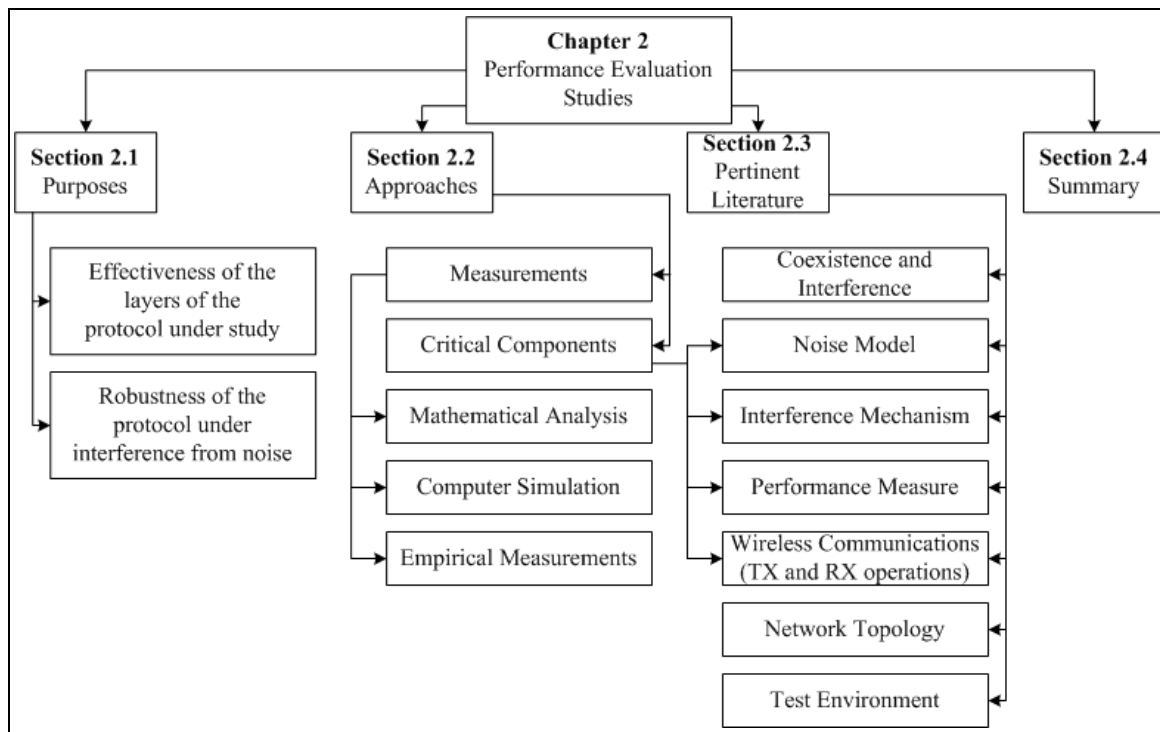 Chapter 2
Performance Evaluation
Studies
Section 2.1
Purposes
Section 2.2
Approaches
Section 2.3
Pertinent
Literature
Section 2.4
Summary
Effectiveness of the
layers of the
protocol under study
Robustness of the
protocol under
interference from noise
Measurements
Critical Components
Mathematical Analysis
Computer Simulation
Empirical Measurements
Coexistence and
Interference
Noise Model
Interference Mechanism
Performance Measure
Wireless Communications
(TX and RX operations)
Network Topology
Test Environment